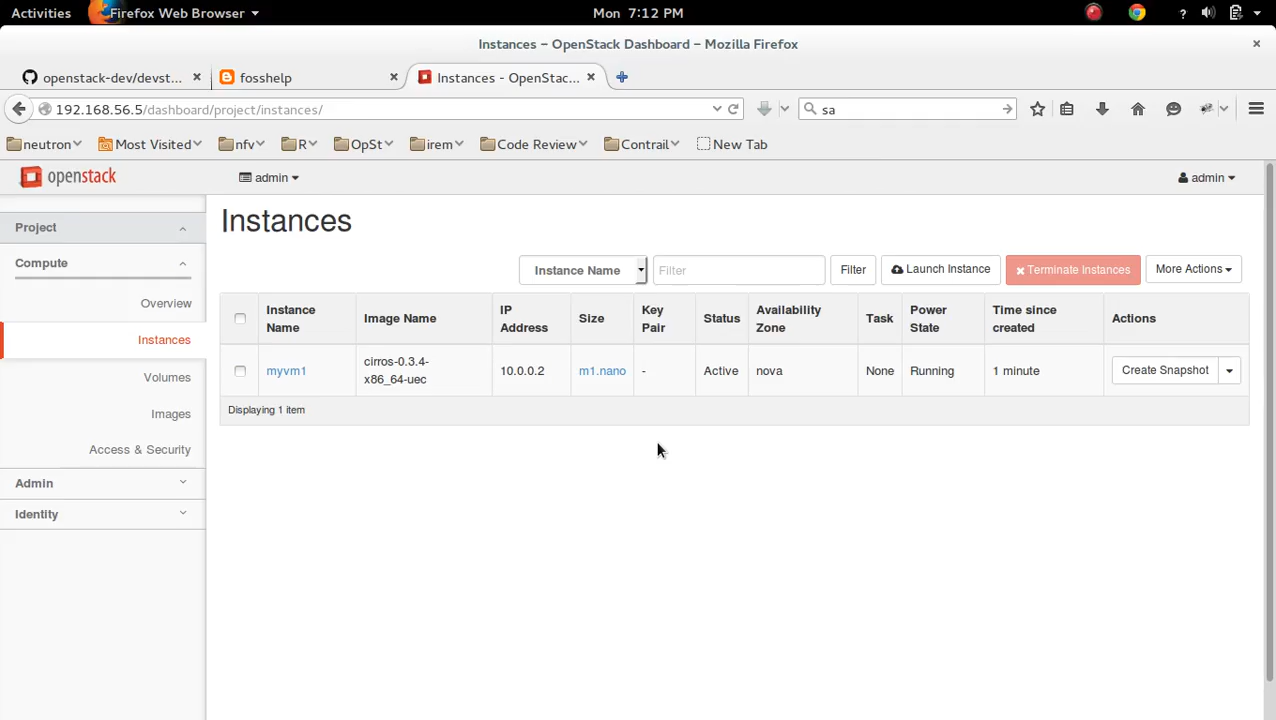 Activities
Firefox Web Browser
Mon 7:12 PM
?
Instances – OpenStack Dashboard – Mozilla Firefox
openstack-dev/devst...
fosshelp
Instances - OpenStac...
192.168.56.5/dashboard/project/instances/
sa
neutron
Most Visited
nfv
R
OpSt
irem
Code Review
Contrail
New Tab
openstack
admin
admin
Project
Compute
Overview
Instances
Volumes
Images
Access & Security
Admin
Identity
Instances
Instance Name
Filter
Filter
Launch Instance
Terminate Instances
More Actions
Instance Name
Image Name
IP Address
Size
Key Pair
Status
Availability Zone
Task
Power State
Time since created
Actions
myvm1
cirros-0.3.4-
x86_64-uec
10.0.0.2
m1.nano
-
Active
nova
None
Running
1 minute
Create Snapshot
Displaying 1 item